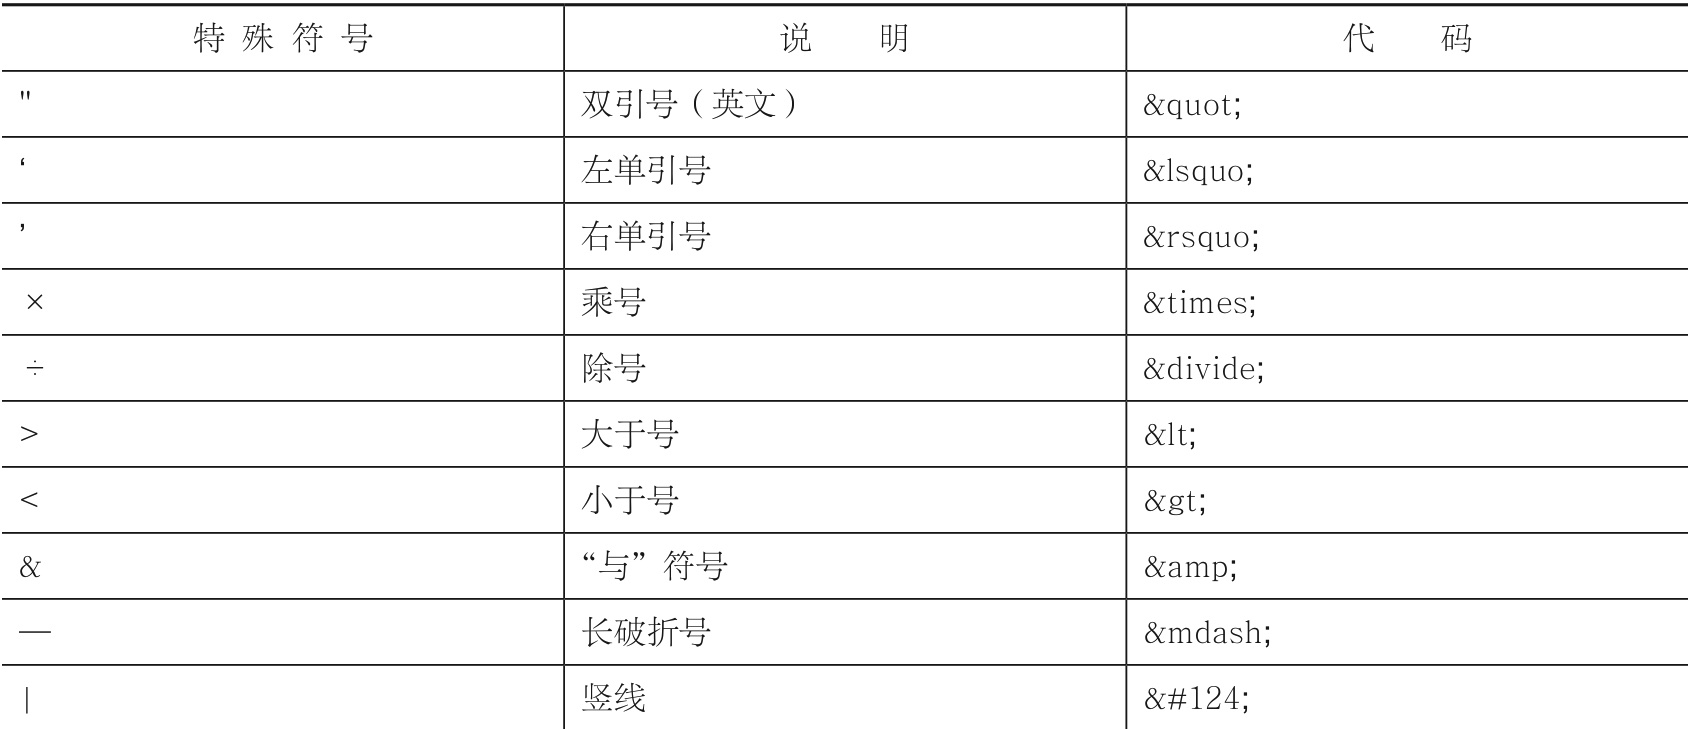 特殊符号 说 明 代 码
" 双引号（英文） &quot;
‘ 左单引号 &lsquo;
’ 右单引号 &rsquo;
× 乘号 &times;
÷ 除号 &divide;
> 大于号 &lt;
< 小于号 &gt;
& “与”符号 &amp;
— 长破折号 &mdash;
| 竖线 &#124;